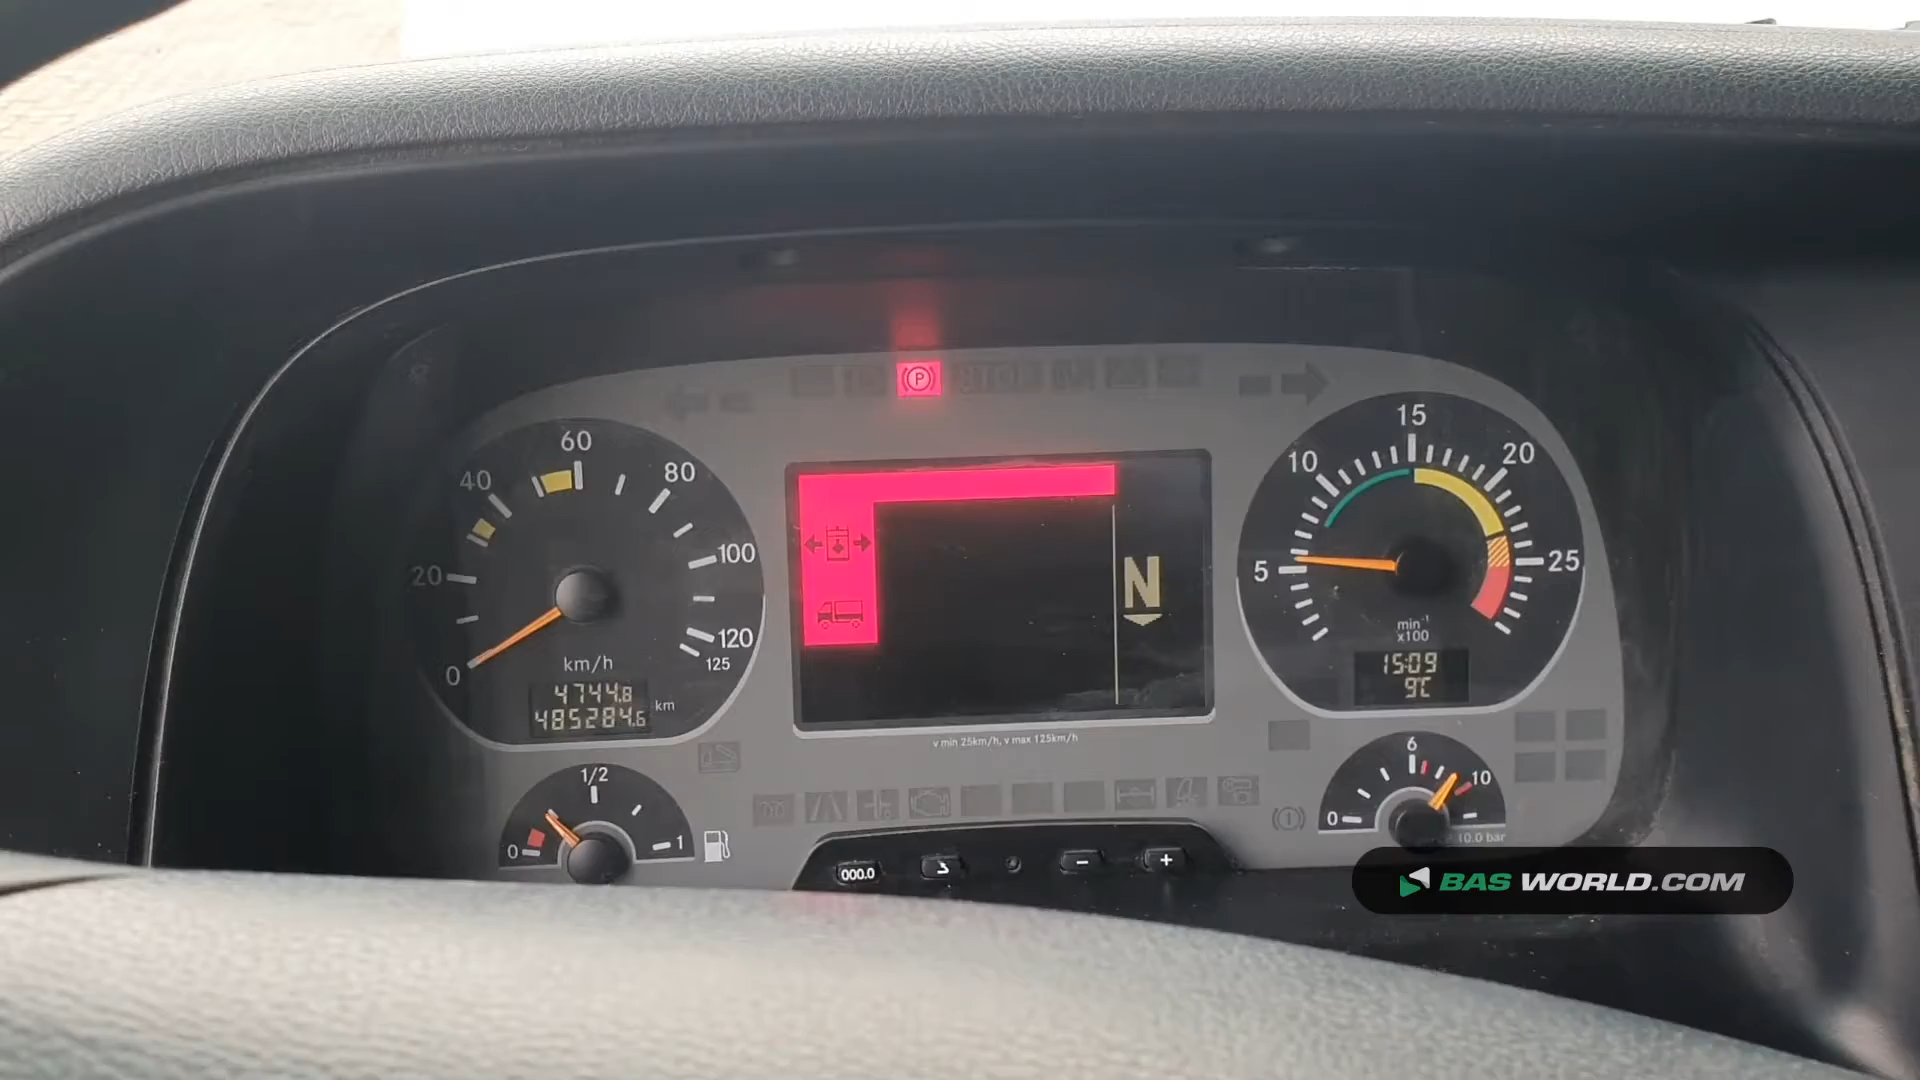 P
15
60
10
20
40
80
100
5
25
20
N
min⁻¹
x100
120
125
0
km/h
15:09
9°C
4744.8
485284.6 km
v min 25km/h, v max 125km/h
6
1/2
10
0
0
1
10.0 bar
000.0
-
+
BAS WORLD.COM